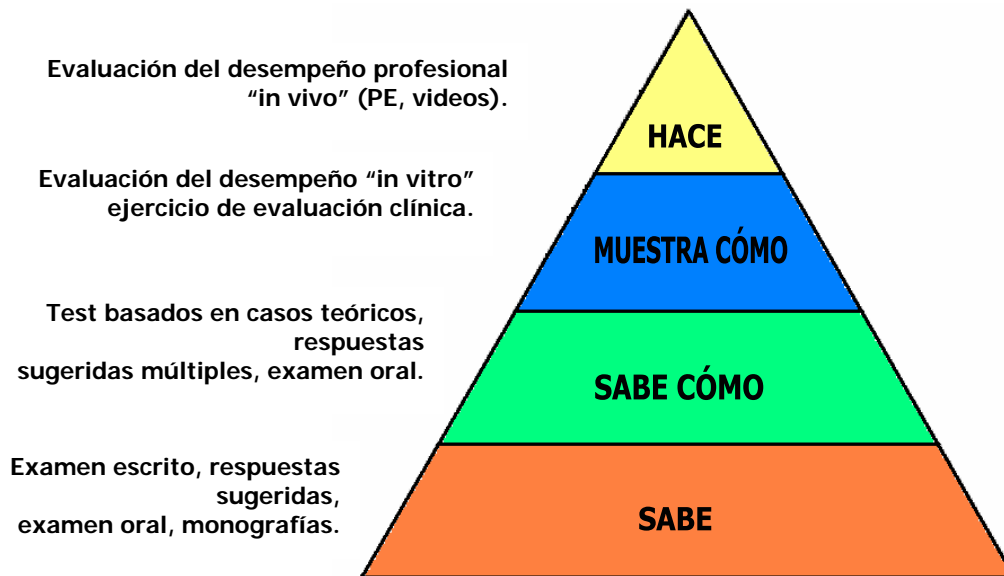 Evaluación del desempeño profesional
“in vivo” (PE, videos).
HACE
Evaluación del desempeño “in vitro”
ejercicio de evaluación clínica.
MUESTRA CÓMO
Test basados en casos teóricos,
respuestas
sugeridas múltiples, examen oral.
SABE CÓMO
Examen escrito, respuestas
sugeridas,
examen oral, monografías.
SABE